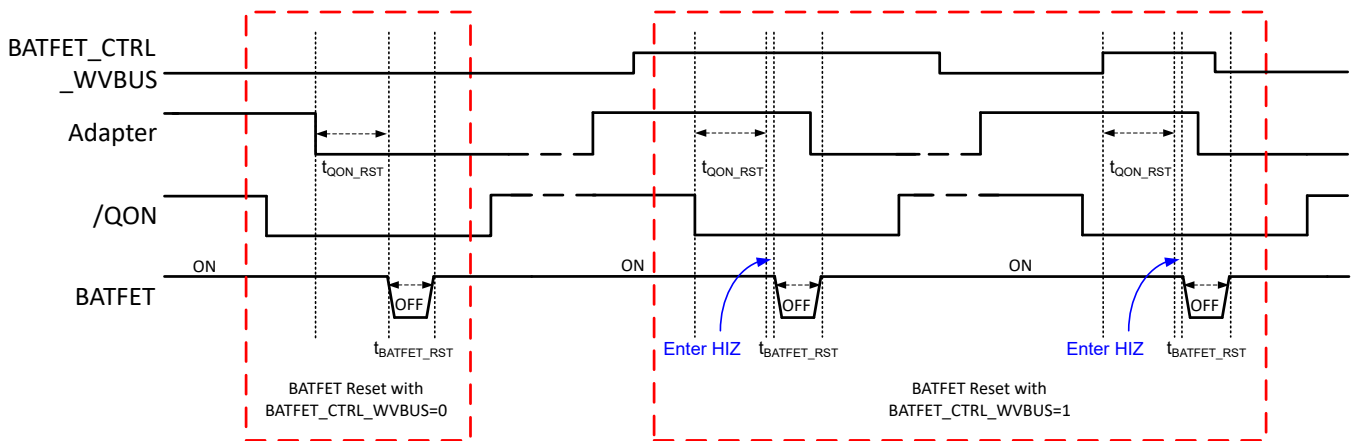 BATFET_CTRL
_WVBUS
Adapter
tQON_RST
tQON_RST
tQON_RST
/QON
ON
ON
ON
BATFET
OFF
OFF
OFF
Enter HIZ
Enter HIZ
tBATFET_RST
tBATFET_RST
tBATFET_RST
BATFET Reset with
BATFET_CTRL_WVBUS=0
BATFET Reset with
BATFET_CTRL_WVBUS=1